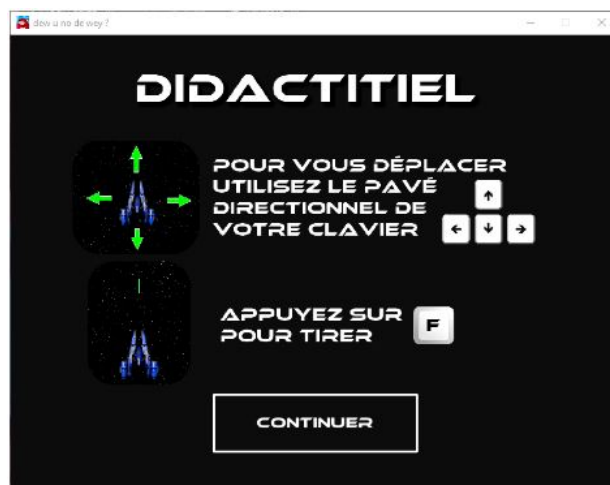 dow u no de wey ?
DIDACTITIEL
POUR VOUS DÉPLACER
UTILISEZ LE PAVÉ
DIRECTIONNEL DE
VOTRE CLAVIER
APPUYEZ SUR F
POUR TIRER
CONTINUER